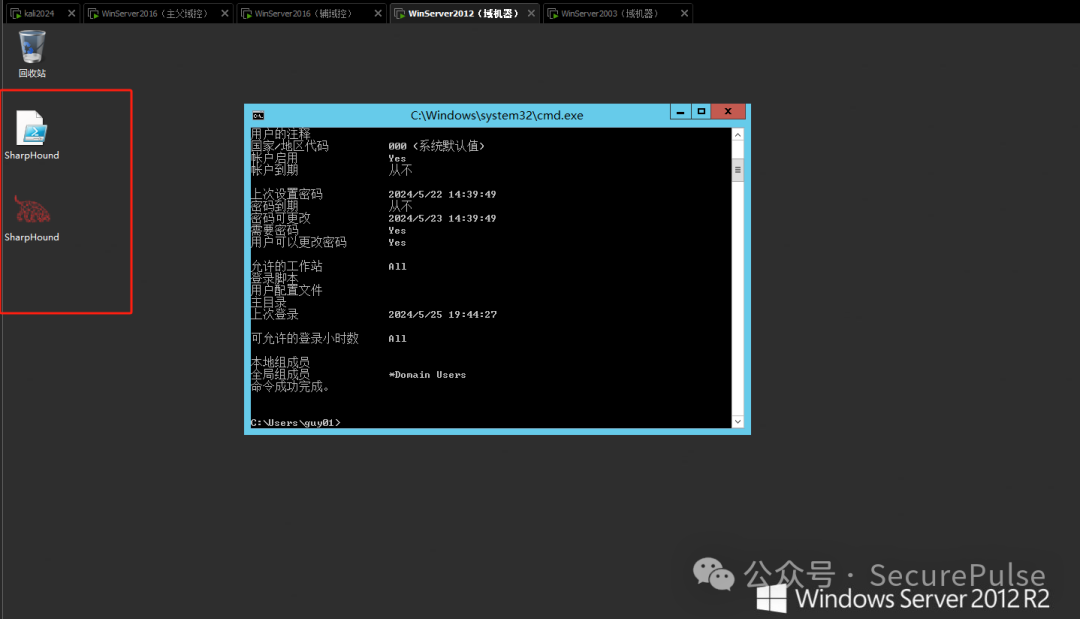 kali2024
WinServer2016（主父域控）
WinServer2016（辅域控）
WinServer2012（域机器）
WinServer2003（域机器）
回收站
SharpHound
SharpHound
C:\Windows\system32\cmd.exe
用户的注释
国家/地区代码 000 (系统默认值)
帐户启用 Yes
帐户到期 从不
上次设置密码 2024/5/22 14:39:49
密码到期 从不
密码可更改 2024/5/23 14:39:49
需要密码 Yes
用户可以更改密码 Yes
允许的工作站 All
登录脚本
用户配置文件
主目录
上次登录 2024/5/25 19:44:27
可允许的登录小时数 All
本地组成员
全局组成员 *Domain Users
命令成功完成。
C:\Users\guy01>
公众号 · SecurePulse
Windows Server 2012 R2